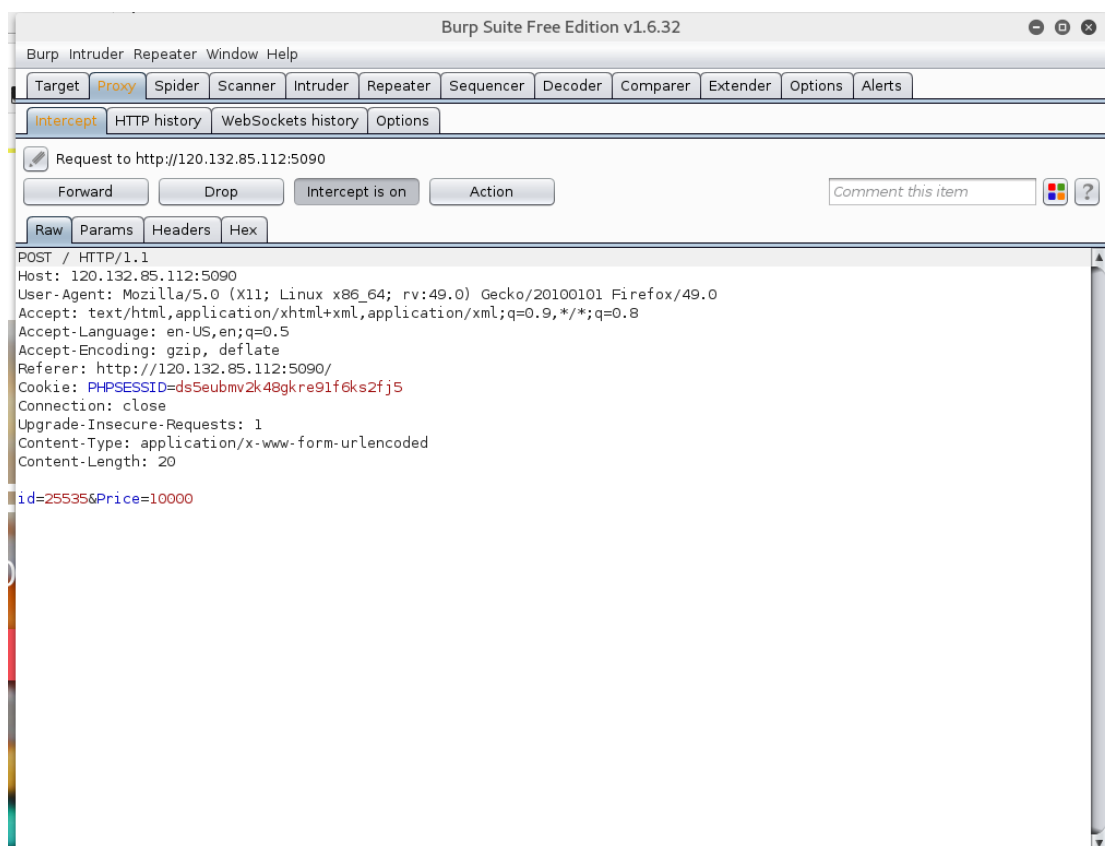 Burp Suite Free Edition v1.6.32
Burp Intruder Repeater Window Help
Target Proxy Spider Scanner Intruder Repeater Sequencer Decoder Comparer Extender Options Alerts
Intercept HTTP history WebSockets history Options
Request to http://120.132.85.112:5090
Forward Drop Intercept is on Action Comment this item ?
Raw Params Headers Hex
POST / HTTP/1.1
Host: 120.132.85.112:5090
User-Agent: Mozilla/5.0 (X11; Linux x86_64; rv:49.0) Gecko/20100101 Firefox/49.0
Accept: text/html,application/xhtml+xml,application/xml;q=0.9,*/*;q=0.8
Accept-Language: en-US,en;q=0.5
Accept-Encoding: gzip, deflate
Referer: http://120.132.85.112:5090/
Cookie: PHPSESSID=ds5eubmv2k48gkre91f6ks2fj5
Connection: close
Upgrade-Insecure-Requests: 1
Content-Type: application/x-www-form-urlencoded
Content-Length: 20
id=25535&Price=10000